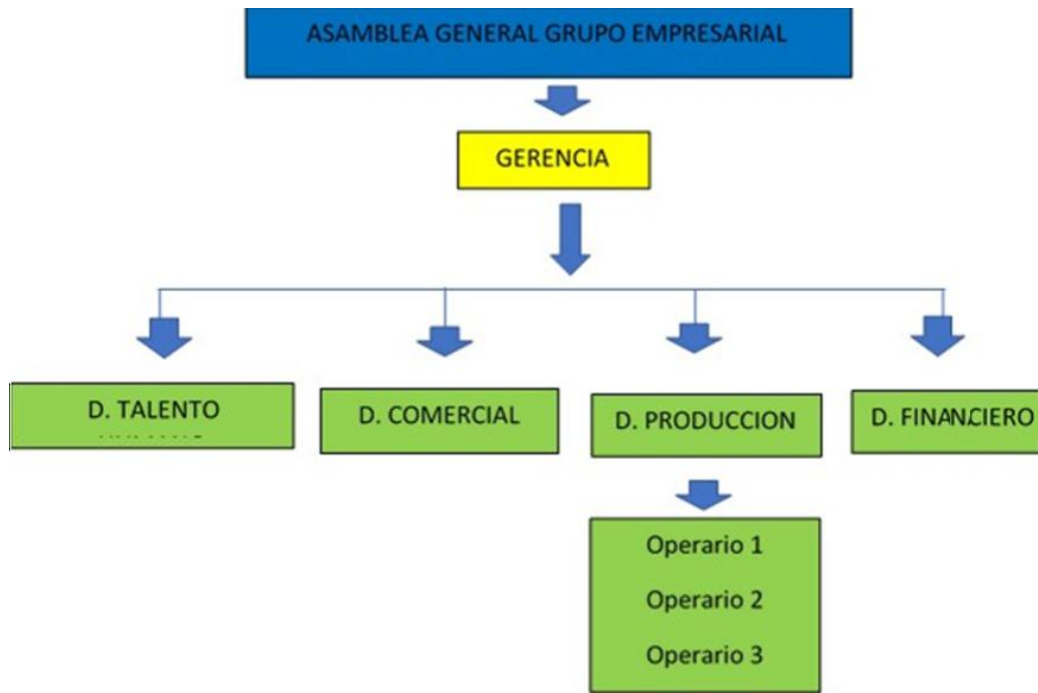 ASAMBLEA GENERAL GRUPO EMPRESARIAL
GERENCIA
D. TALENTO
D. COMERCIAL
D. PRODUCCION
D. FINANCIERO
Operario 1
Operario 2
Operario 3